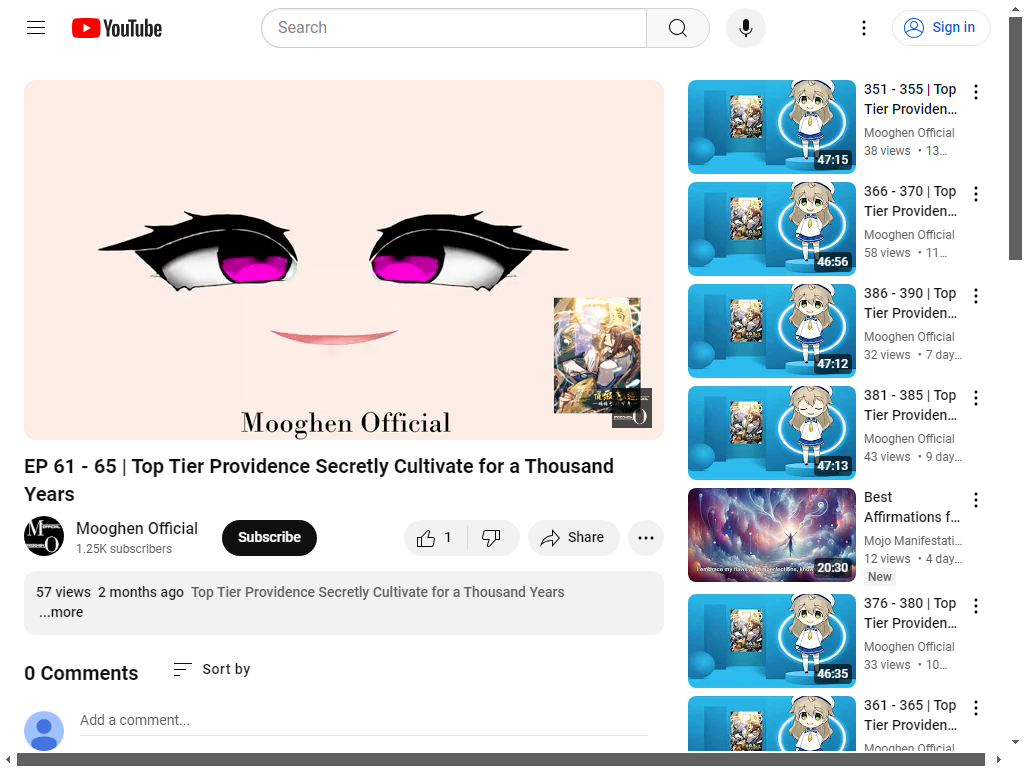 YouTube
Search
Sign in
Mooghen Official
EP 61 - 65 | Top Tier Providence Secretly Cultivate for a Thousand
Years
Mooghen Official
1.25K subscribers
Subscribe
1
Share
57 views 2 months ago Top Tier Providence Secretly Cultivate for a Thousand Years
...more
0 Comments
Sort by
Add a comment...
47:15
351 - 355 | Top
Tier Providen...
Mooghen Official
38 views • 13...
46:56
366 - 370 | Top
Tier Providen...
Mooghen Official
58 views • 11...
47:12
386 - 390 | Top
Tier Providen...
Mooghen Official
32 views • 7 day...
47:13
381 - 385 | Top
Tier Providen...
Mooghen Official
43 views • 9 day...
20:30
Best
Affirmations f...
Mojo Manifestati...
12 views • 4 day...
New
46:35
376 - 380 | Top
Tier Providen...
Mooghen Official
33 views • 10...
361 - 365 | Top
Tier Providen...
Mooghen Official